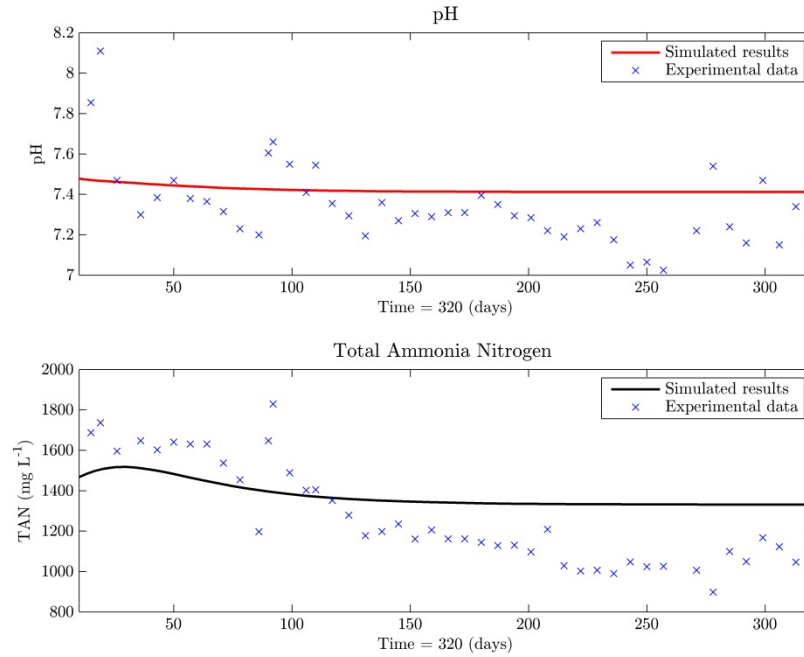 pH
8.2
8
7.8
7.6
7.4
7.2
7
pH
50
100
150
200
250
300
Time = 320 (days)
Simulated results
Experimental data
Total Ammonia Nitrogen
2000
1800
1600
1400
1200
1000
800
TAN (mg L⁻¹)
50
100
150
200
250
300
Time = 320 (days)
Simulated results
Experimental data